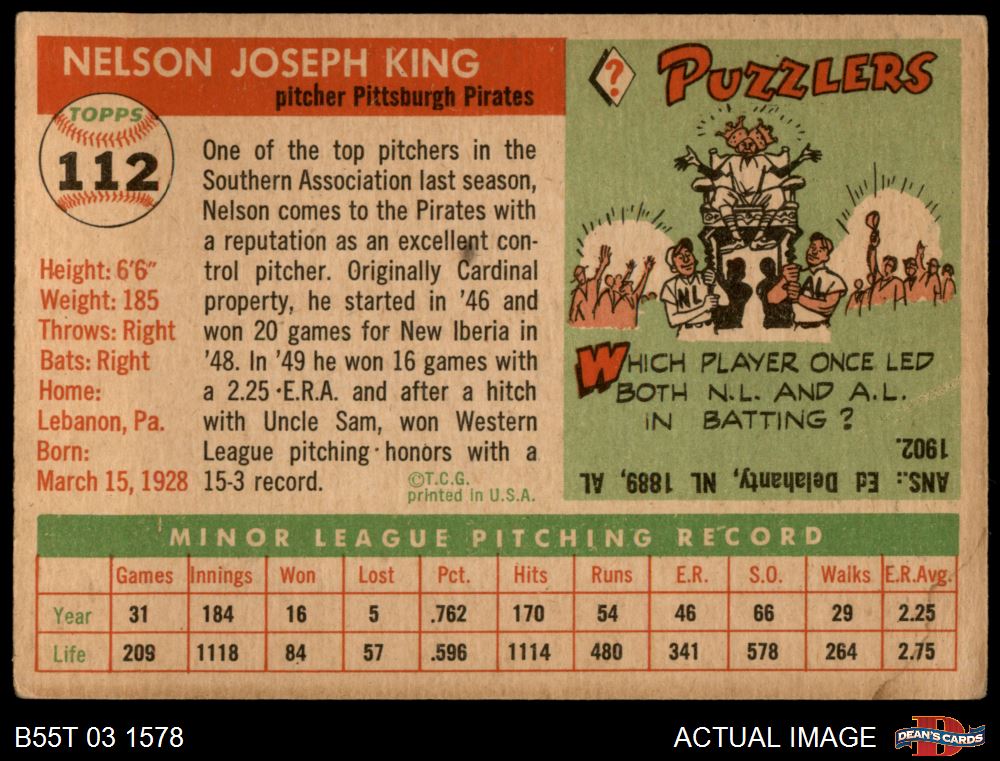 NELSON JOSEPH KING
pitcher Pittsburgh Pirates
TOPPS
112
Height: 6'6"
Weight: 185
Throws: Right
Bats: Right
Home:
Lebanon, Pa.
Born:
March 15, 1928
One of the top pitchers in the
Southern Association last season,
Nelson comes to the Pirates with
a reputation as an excellent con-
trol pitcher. Originally Cardinal
property, he started in '46 and
won 20 games for New Iberia in
'48. In '49 he won 16 games with
a 2.25 E.R.A. and after a hitch
with Uncle Sam, won Western
League pitching honors with a
15-3 record.
©T.C.G.
printed in U.S.A.
?
PUZZLERS
NL
AL
WHICH PLAYER ONCE LED
BOTH N.L. AND A.L.
IN BATTING?
ANS.: Ed Delahanty, NL 1889, AL
1902.
MINOR LEAGUE PITCHING RECORD
Games Innings Won Lost Pct. Hits Runs E.R. S.O. Walks E.R.Avg.
Year 31 184 16 5 .762 170 54 46 66 29 2.25
Life 209 1118 84 57 .596 1114 480 341 578 264 2.75
B55T 03 1578
ACTUAL IMAGE
DEAN'S CARDS